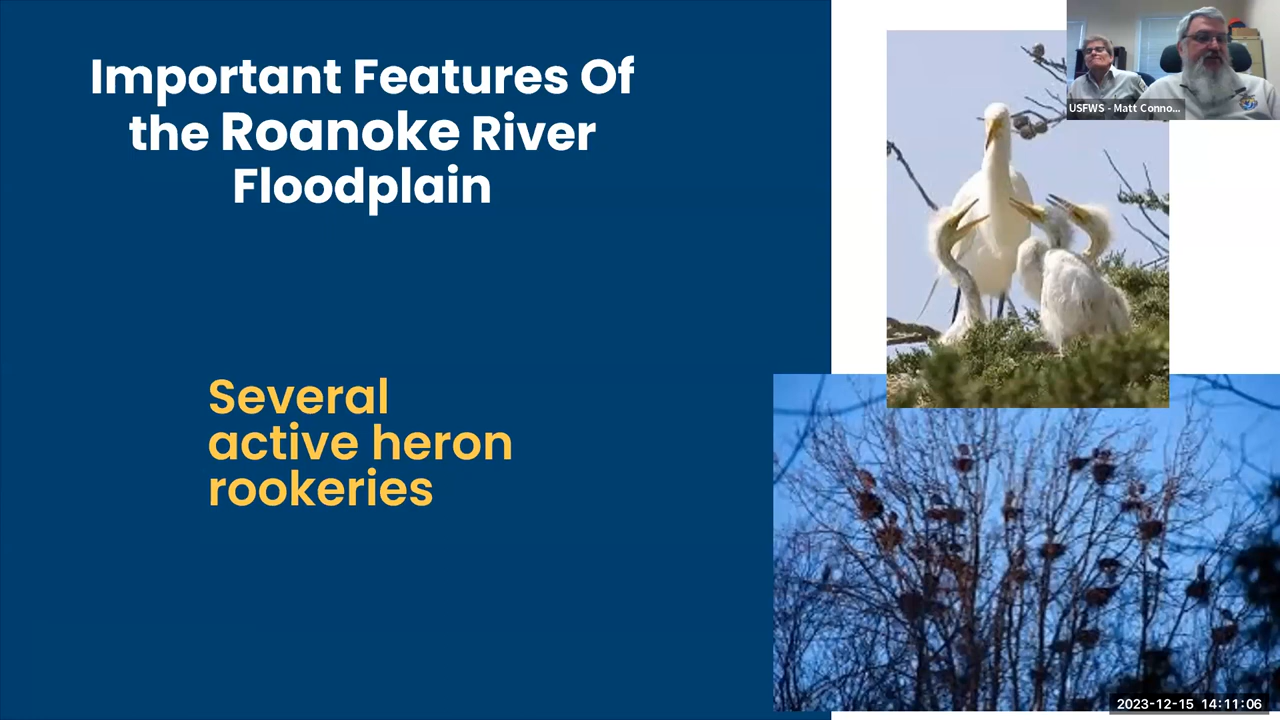 Important Features Of
the Roanoke River
Floodplain
Several
active heron
rookeries
USFWS - Matt Conno...
2023-12-15 14:11:06